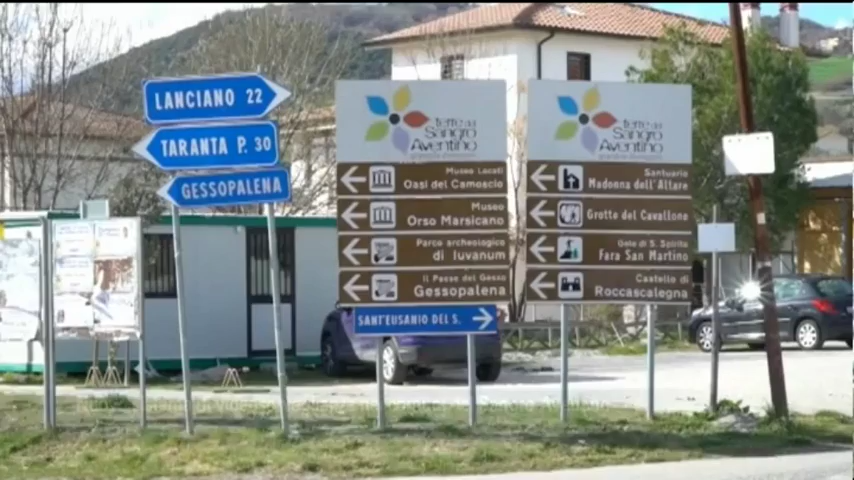 LANCIANO 22
TARANTA P. 30
GESSOPALENA
terre del
Sangro
Aventino
Museo Locati
Oasi del Camoscio
Museo
Orso Marsicano
Parco archeologico
di Iuvanum
Il Paese del Gesso
Gessopalena
SANT'EUSANIO DEL S.
terre del
Sangro
Aventino
Santuario
Madonna dell'Altare
Grotte del Cavallone
Gole di S. Spirito
Fara San Martino
Castello di
Roccascalegna